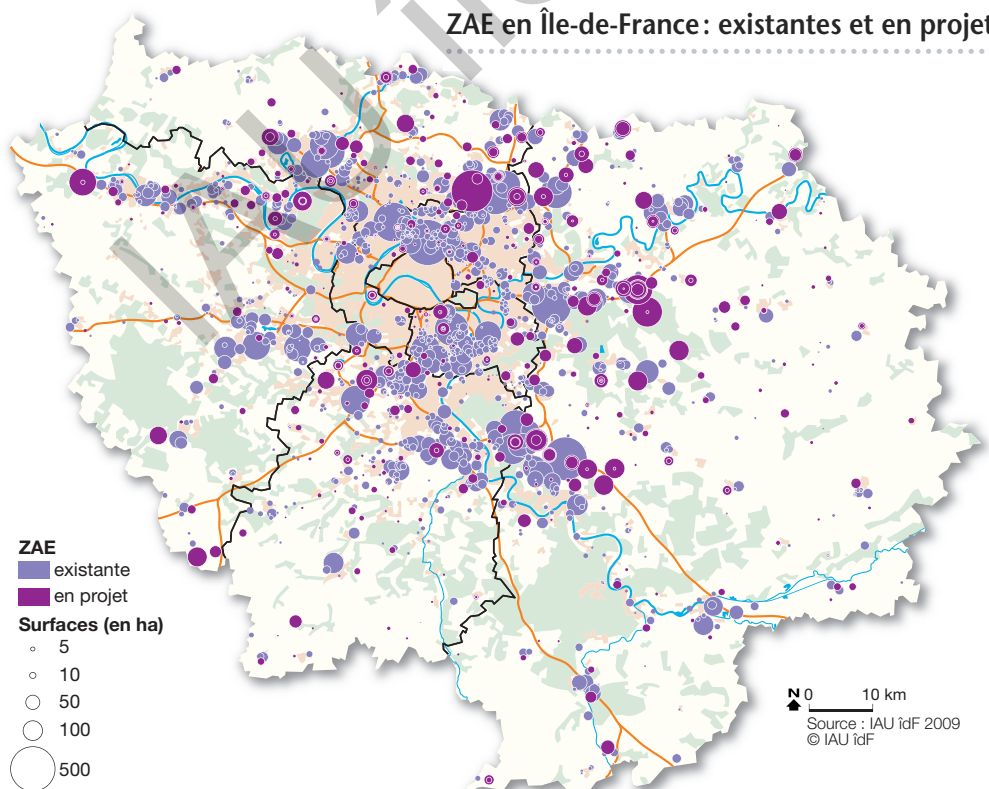 ZAE en Île-de-France : existantes et en projet
ZAE
existante
en projet
Surfaces (en ha)
5
10
50
100
500
N 0 10 km
Source : IAU îdF 2009
© IAU îdF